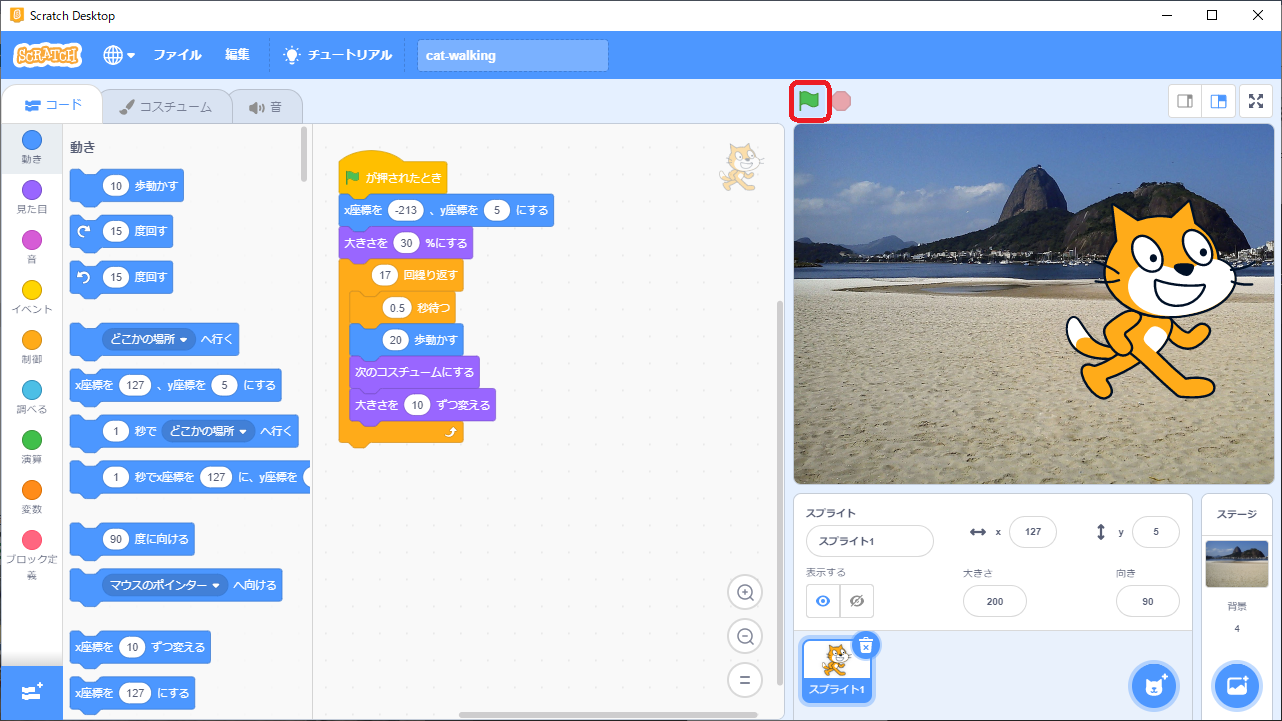 Scratch Desktop
SCRATCH
ファイル
編集
チュートリアル
cat-walking
コード
コスチューム
音
動き
見た目
音
イベント
制御
調べる
演算
変数
ブロック定
義
動き
10 歩動かす
15 度回す
15 度回す
どこかの場所 へ行く
x座標を 127 、y座標を 5 にする
1 秒で どこかの場所 へ行く
1 秒でx座標を 127 に、y座標を
90 度に向ける
マウスのポインター へ向ける
x座標を 10 ずつ変える
x座標を 127 にする
が押されたとき
x座標を -213 、y座標を 5 にする
大きさを 30 %にする
17 回繰り返す
0.5 秒待つ
20 歩動かす
次のコスチュームにする
大きさを 10 ずつ変える
スプライト
スプライト1
x 127
y 5
表示する
大きさ
200
向き
90
スプライト1
ステージ
背景
4